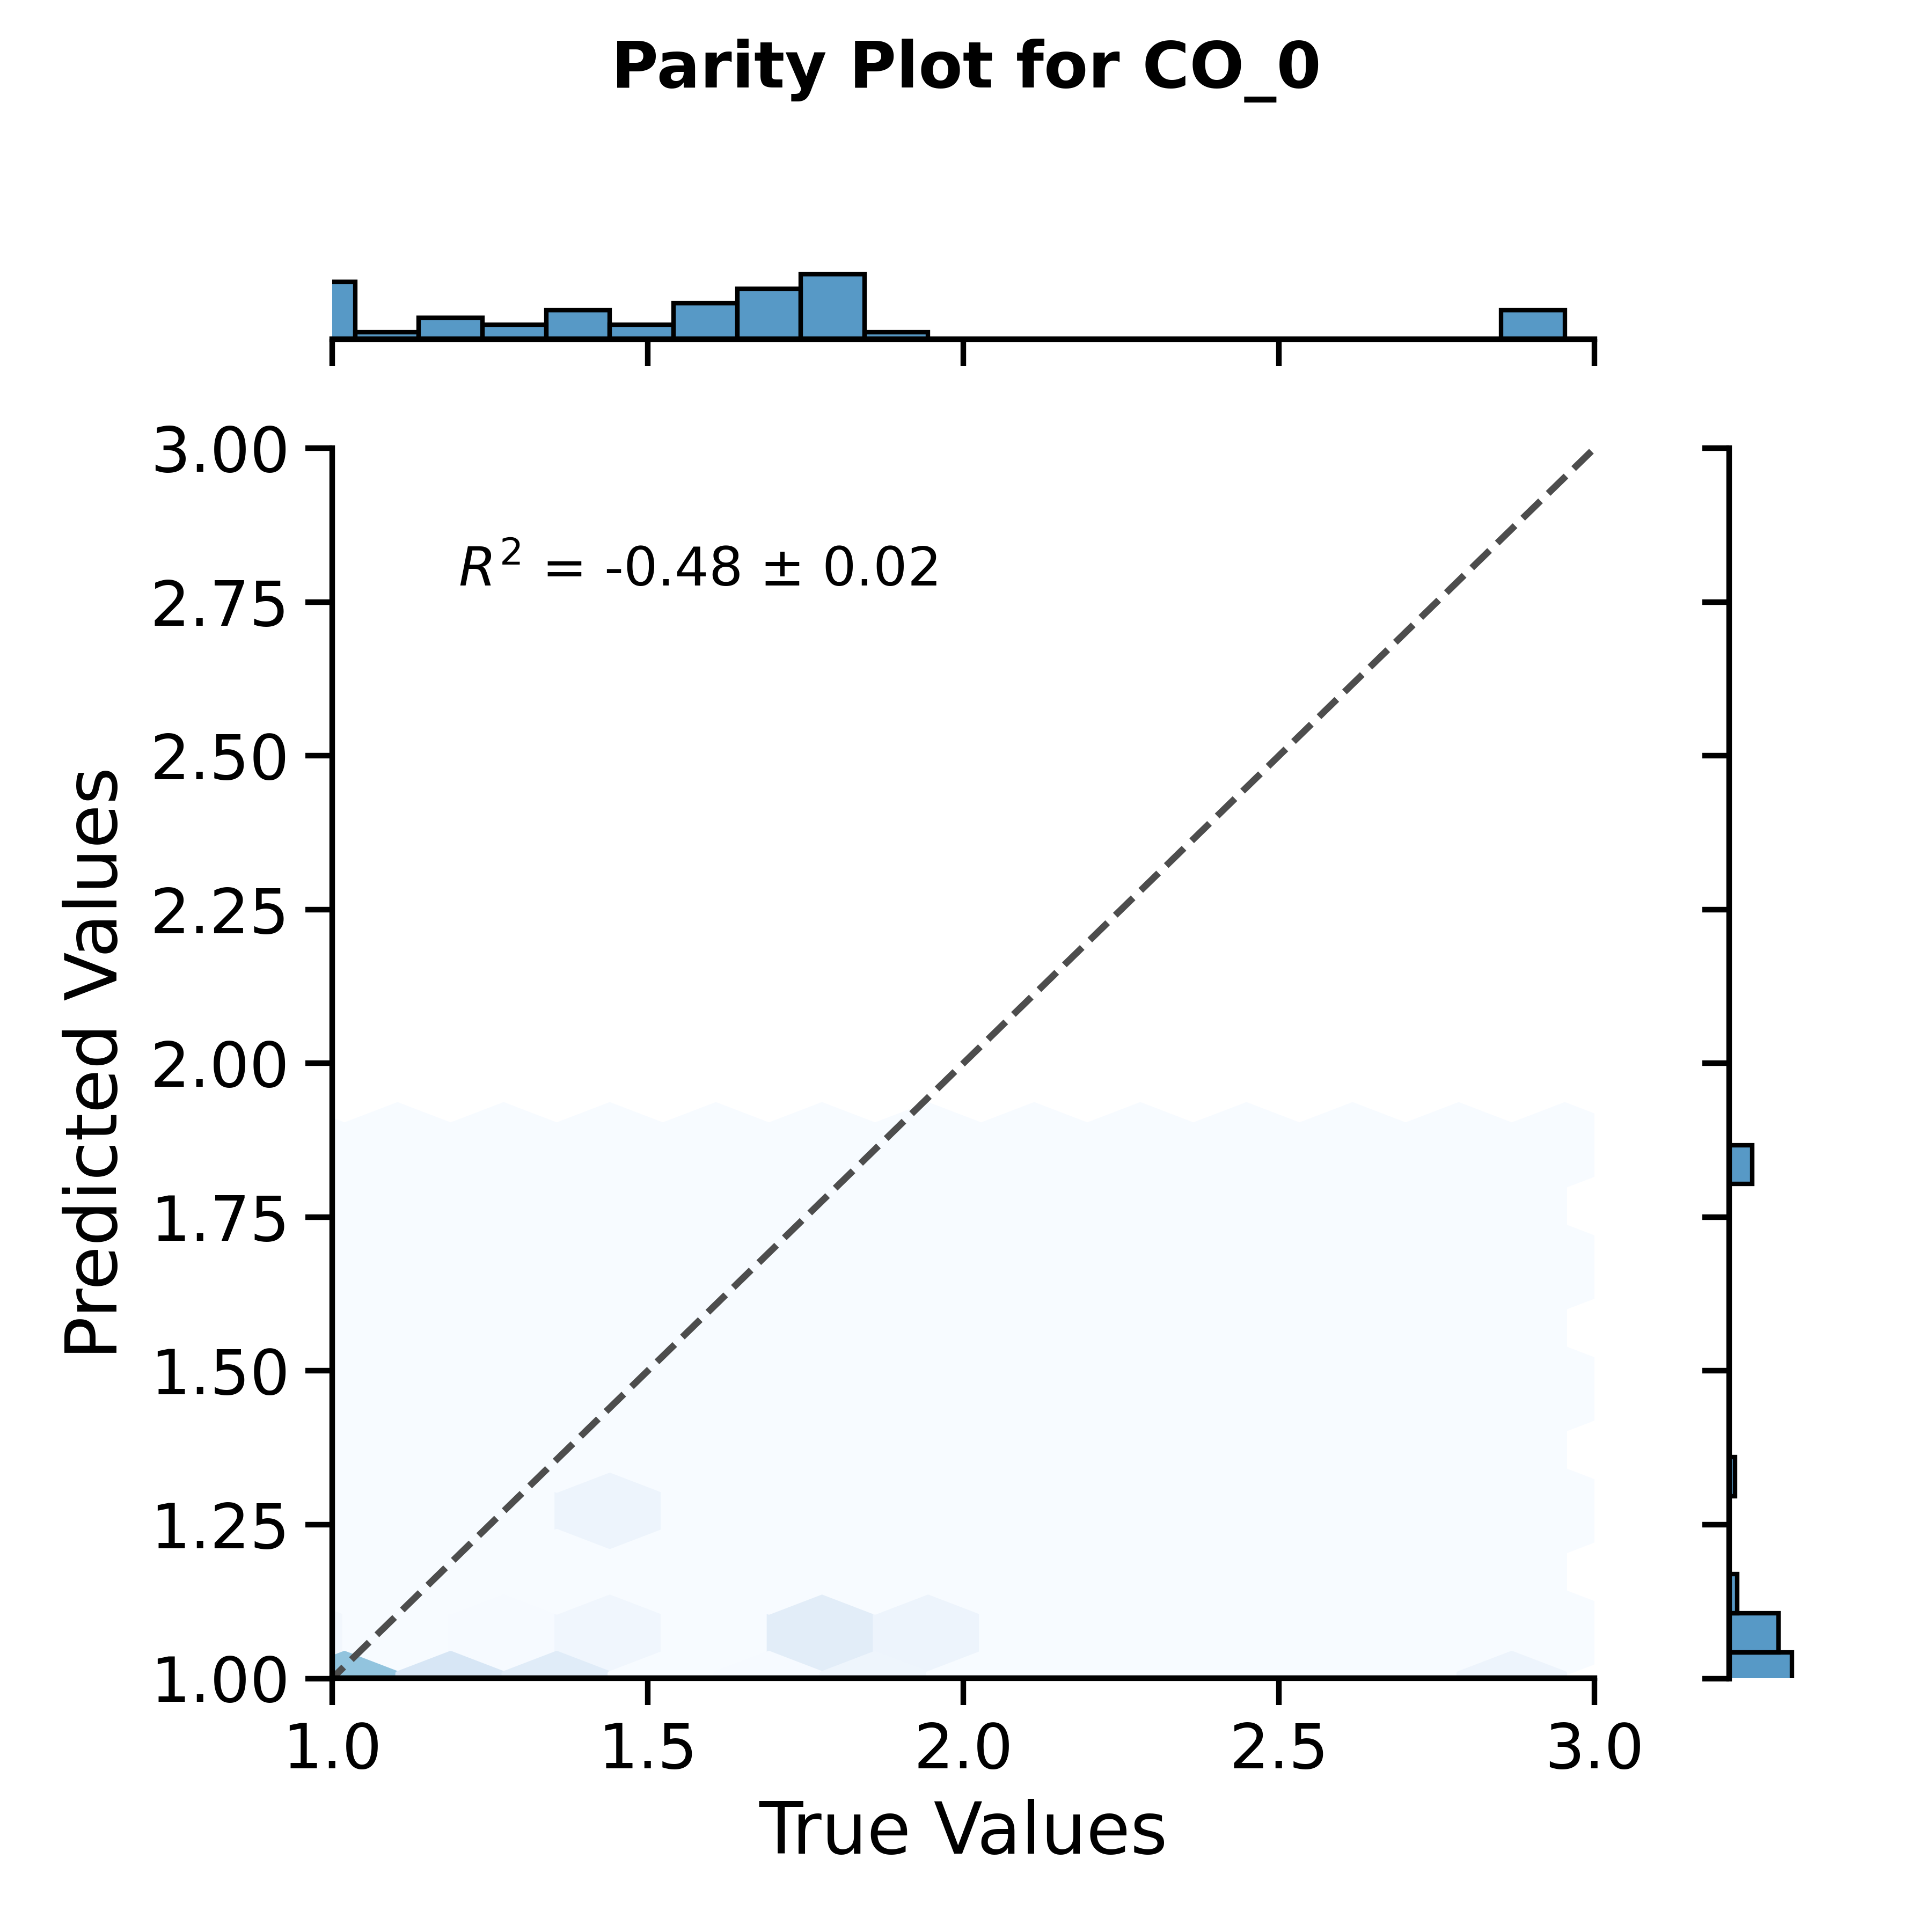 Parity Plot for CO_0
R² = -0.48 ± 0.02
Predicted Values
3.00
2.75
2.50
2.25
2.00
1.75
1.50
1.25
1.00
1.0 1.5 2.0 2.5 3.0
True Values